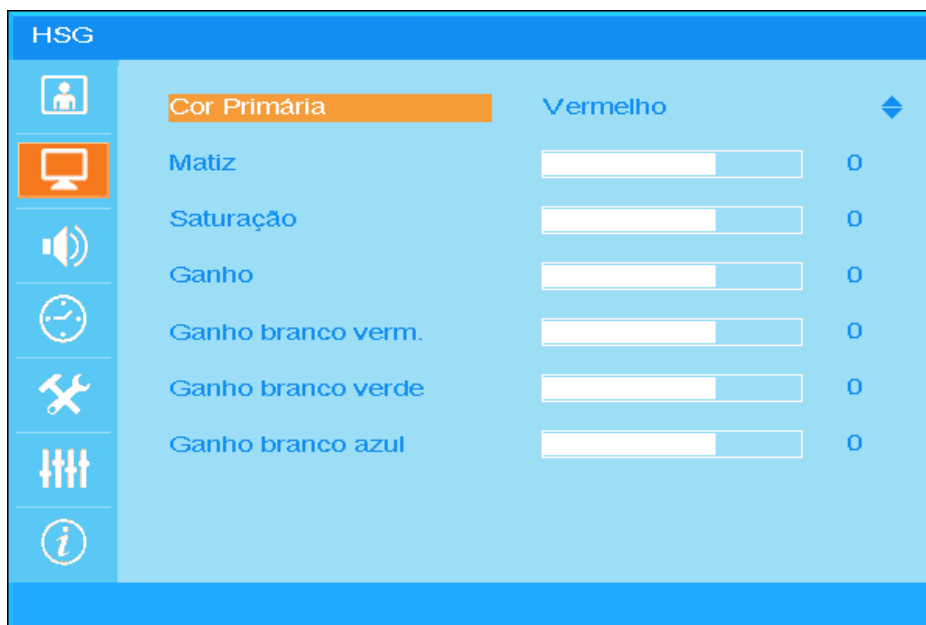 HSG
Cor Primária Vermelho
Matiz 0
Saturação 0
Ganho 0
Ganho branco verm. 0
Ganho branco verde 0
Ganho branco azul 0